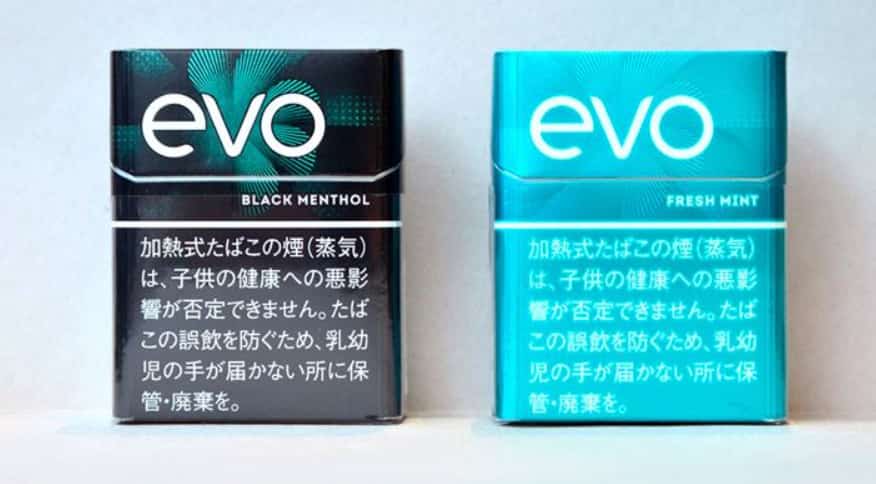 evo
BLACK MENTHOL
加熱式たばこの煙(蒸気)
は、子供の健康への悪影
響が否定できません。たば
この誤飲を防ぐため、乳幼
児の手が届かない所に保
管・廃棄を。
evo
FRESH MINT
加熱式たばこの煙(蒸気)
は、子供の健康への悪影
響が否定できません。たば
この誤飲を防ぐため、乳幼
児の手が届かない所に保
管・廃棄を。